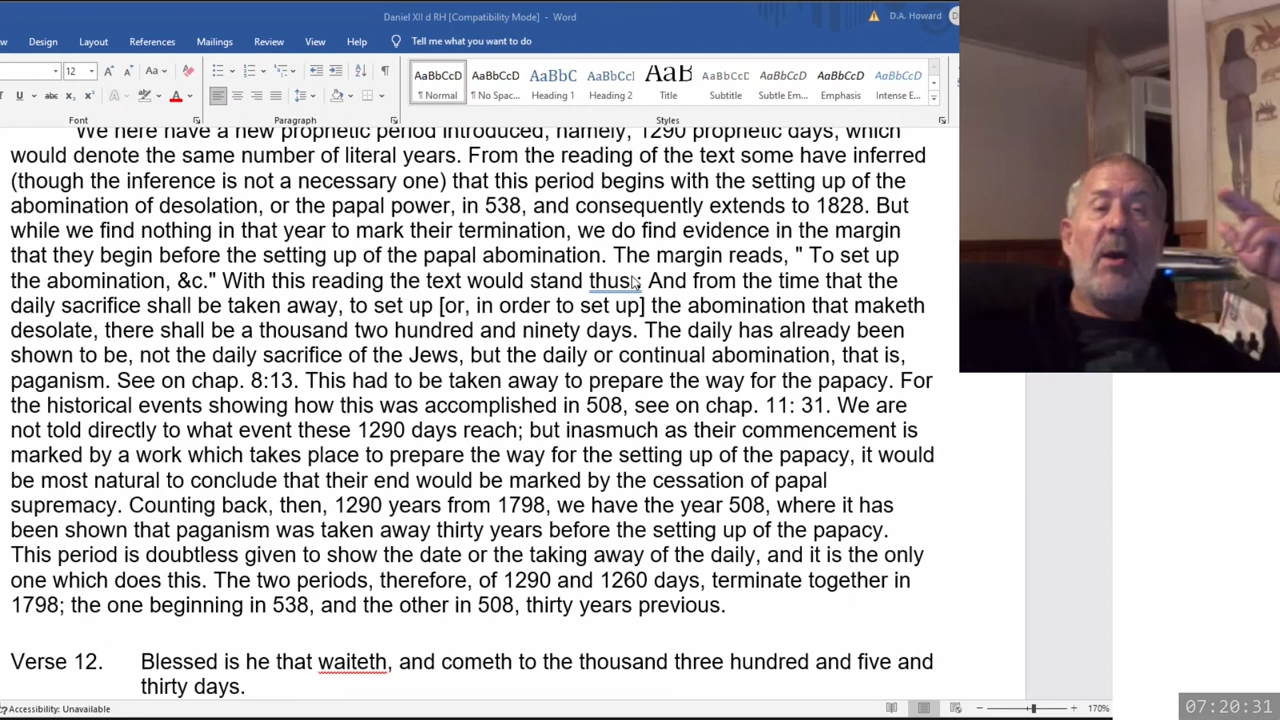 Daniel XII d RH [Compatibility Mode] - Word
D.A. Howard
Design Layout References Mailings Review View Help Tell me what you want to do
12 Aa
AaBbCcD AaBbCcD AaBbC AaBbCcI AaB AaBbCcD AaBbCcD AaBbCcD AaBbCcD
¶ Normal ¶ No Spac... Heading 1 Heading 2 Title Subtitle Subtle Em... Emphasis Intense E...
Font Paragraph Styles
We here have a new prophetic period introduced, namely, 1290 prophetic days, which
would denote the same number of literal years. From the reading of the text some have inferred
(though the inference is not a necessary one) that this period begins with the setting up of the
abomination of desolation, or the papal power, in 538, and consequently extends to 1828. But
while we find nothing in that year to mark their termination, we do find evidence in the margin
that they begin before the setting up of the papal abomination. The margin reads, " To set up
the abomination, &c." With this reading the text would stand thus: And from the time that the
daily sacrifice shall be taken away, to set up [or, in order to set up] the abomination that maketh
desolate, there shall be a thousand two hundred and ninety days. The daily has already been
shown to be, not the daily sacrifice of the Jews, but the daily or continual abomination, that is,
paganism. See on chap. 8:13. This had to be taken away to prepare the way for the papacy. For
the historical events showing how this was accomplished in 508, see on chap. 11: 31. We are
not told directly to what event these 1290 days reach; but inasmuch as their commencement is
marked by a work which takes place to prepare the way for the setting up of the papacy, it would
be most natural to conclude that their end would be marked by the cessation of papal
supremacy. Counting back, then, 1290 years from 1798, we have the year 508, where it has
been shown that paganism was taken away thirty years before the setting up of the papacy.
This period is doubtless given to show the date or the taking away of the daily, and it is the only
one which does this. The two periods, therefore, of 1290 and 1260 days, terminate together in
1798; the one beginning in 538, and the other in 508, thirty years previous.
Verse 12. Blessed is he that waiteth, and cometh to the thousand three hundred and five and
thirty days.
Accessibility: Unavailable
170%
07:20:31